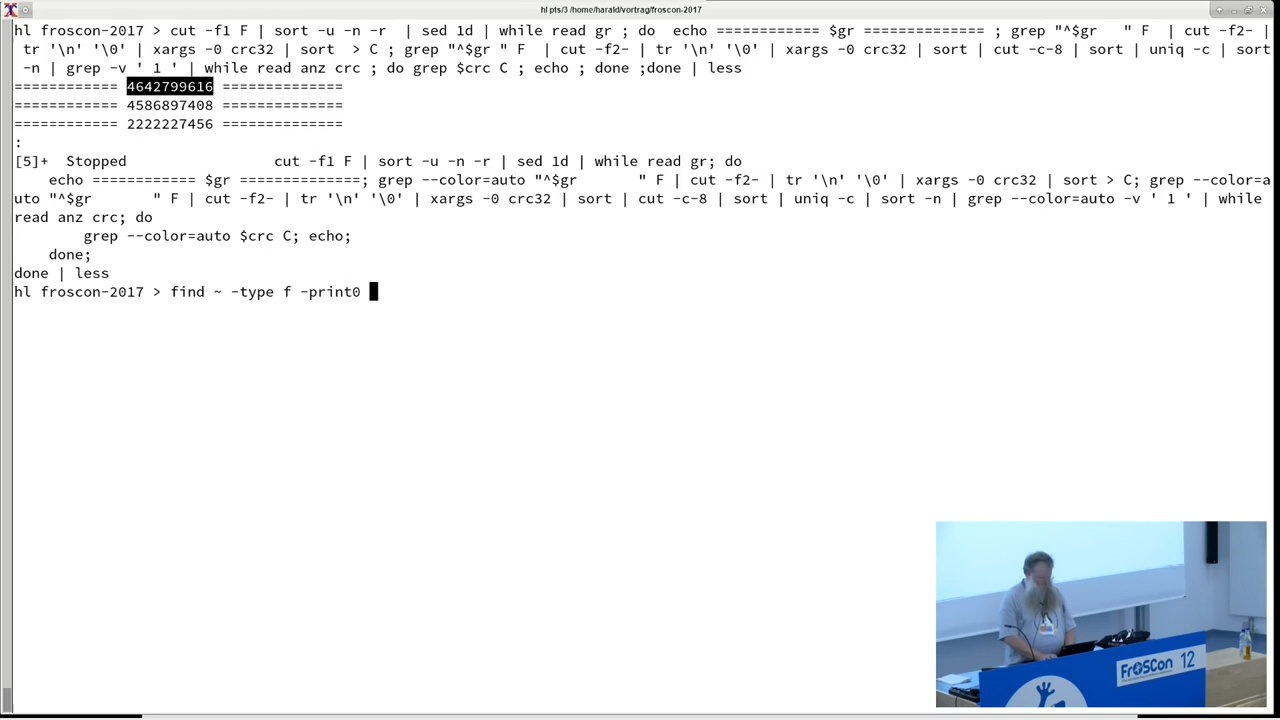 hl pts/3 /home/harald/vortrag/froscon-2017
hl froscon-2017 > cut -f1 F | sort -u -n -r  | sed 1d | while read gr ; do  echo ============ $gr ============== ; grep "^$gr	" F  | cut -f2- |
 tr '\n' '\0' | xargs -0 crc32 | sort  > C ; grep "^$gr	" F  | cut -f2- | tr '\n' '\0' | xargs -0 crc32 | sort | cut -c-8 | sort | uniq -c | sort
 -n | grep -v ' 1 ' | while read anz crc ; do grep $crc C ; echo ; done ;done | less
============ 4642799616 ==============
============ 4586897408 ==============
============ 2222227456 ==============
:
[5]+  Stopped                 cut -f1 F | sort -u -n -r | sed 1d | while read gr; do
    echo ============ $gr ==============; grep --color=auto "^$gr       " F | cut -f2- | tr '\n' '\0' | xargs -0 crc32 | sort > C; grep --color=a
uto "^$gr       " F | cut -f2- | tr '\n' '\0' | xargs -0 crc32 | sort | cut -c-8 | sort | uniq -c | sort -n | grep --color=auto -v ' 1 ' | while
read anz crc; do
        grep --color=auto $crc C; echo;
    done;
done | less
hl froscon-2017 > find ~ -type f -print0
FrOSCon 12